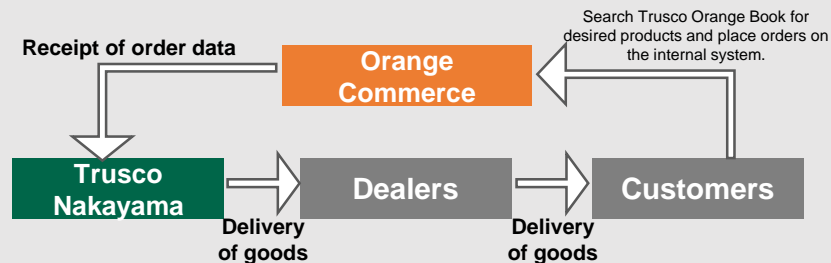 Search Trusco Orange Book for
desired products and place orders on
the internal system.
Receipt of order data
Orange
Commerce
Trusco
Nakayama
Dealers
Customers
Delivery
of goods
Delivery
of goods